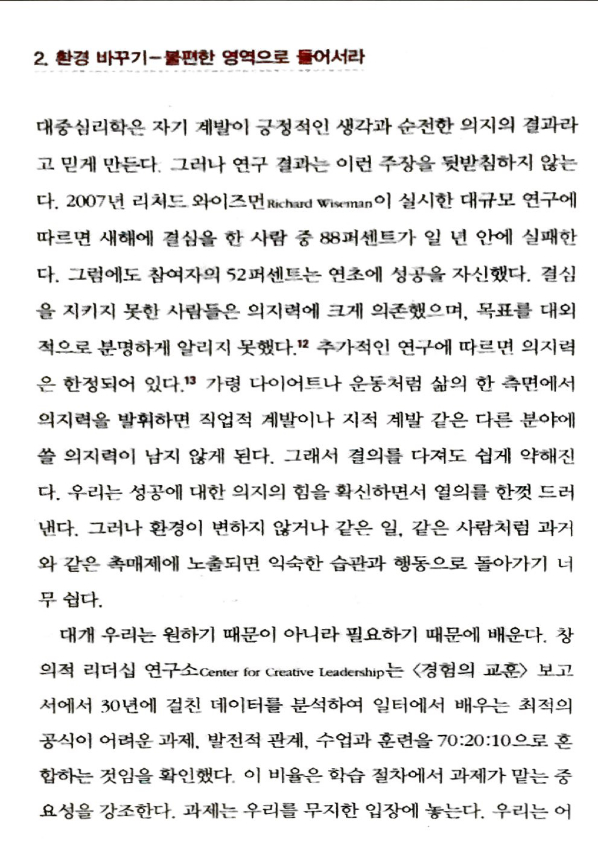 2. 환경 바꾸기－불편한 영역으로 들어서라
대중심리학은 자기 계발이 긍정적인 생각과 순전한 의지의 결과라
고 믿게 만든다. 그러나 연구 결과는 이런 주장을 뒷받침하지 않는
다. 2007년 리처드 와이즈먼Richard Wiseman이 실시한 대규모 연구에
따르면 새해에 결심을 한 사람 중 88퍼센트가 일 년 안에 실패한
다. 그럼에도 참여자의 52퍼센트는 연초에 성공을 자신했다. 결심
을 지키지 못한 사람들은 의지력에 크게 의존했으며, 목표를 대외
적으로 분명하게 알리지 못했다.12 추가적인 연구에 따르면 의지력
은 한정되어 있다.13 가령 다이어트나 운동처럼 삶의 한 측면에서
의지력을 발휘하면 직업적 계발이나 지적 계발 같은 다른 분야에
쓸 의지력이 남지 않게 된다. 그래서 결의를 다져도 쉽게 약해진
다. 우리는 성공에 대한 의지의 힘을 확신하면서 열의를 한껏 드러
낸다. 그러나 환경이 변하지 않거나 같은 일, 같은 사람처럼 과거
와 같은 촉매제에 노출되면 익숙한 습관과 행동으로 돌아가기 너
무 쉽다.
대개 우리는 원하기 때문이 아니라 필요하기 때문에 배운다. 창
의적 리더십 연구소Center for Creative Leadership는 〈경험의 교훈〉 보고
서에서 30년에 걸친 데이터를 분석하여 일터에서 배우는 최적의
공식이 어려운 과제, 발전적 관계, 수업과 훈련을 70:20:10으로 혼
합하는 것임을 확인했다. 이 비율은 학습 절차에서 과제가 맡는 중
요성을 강조한다. 과제는 우리를 무지한 입장에 놓는다. 우리는 어